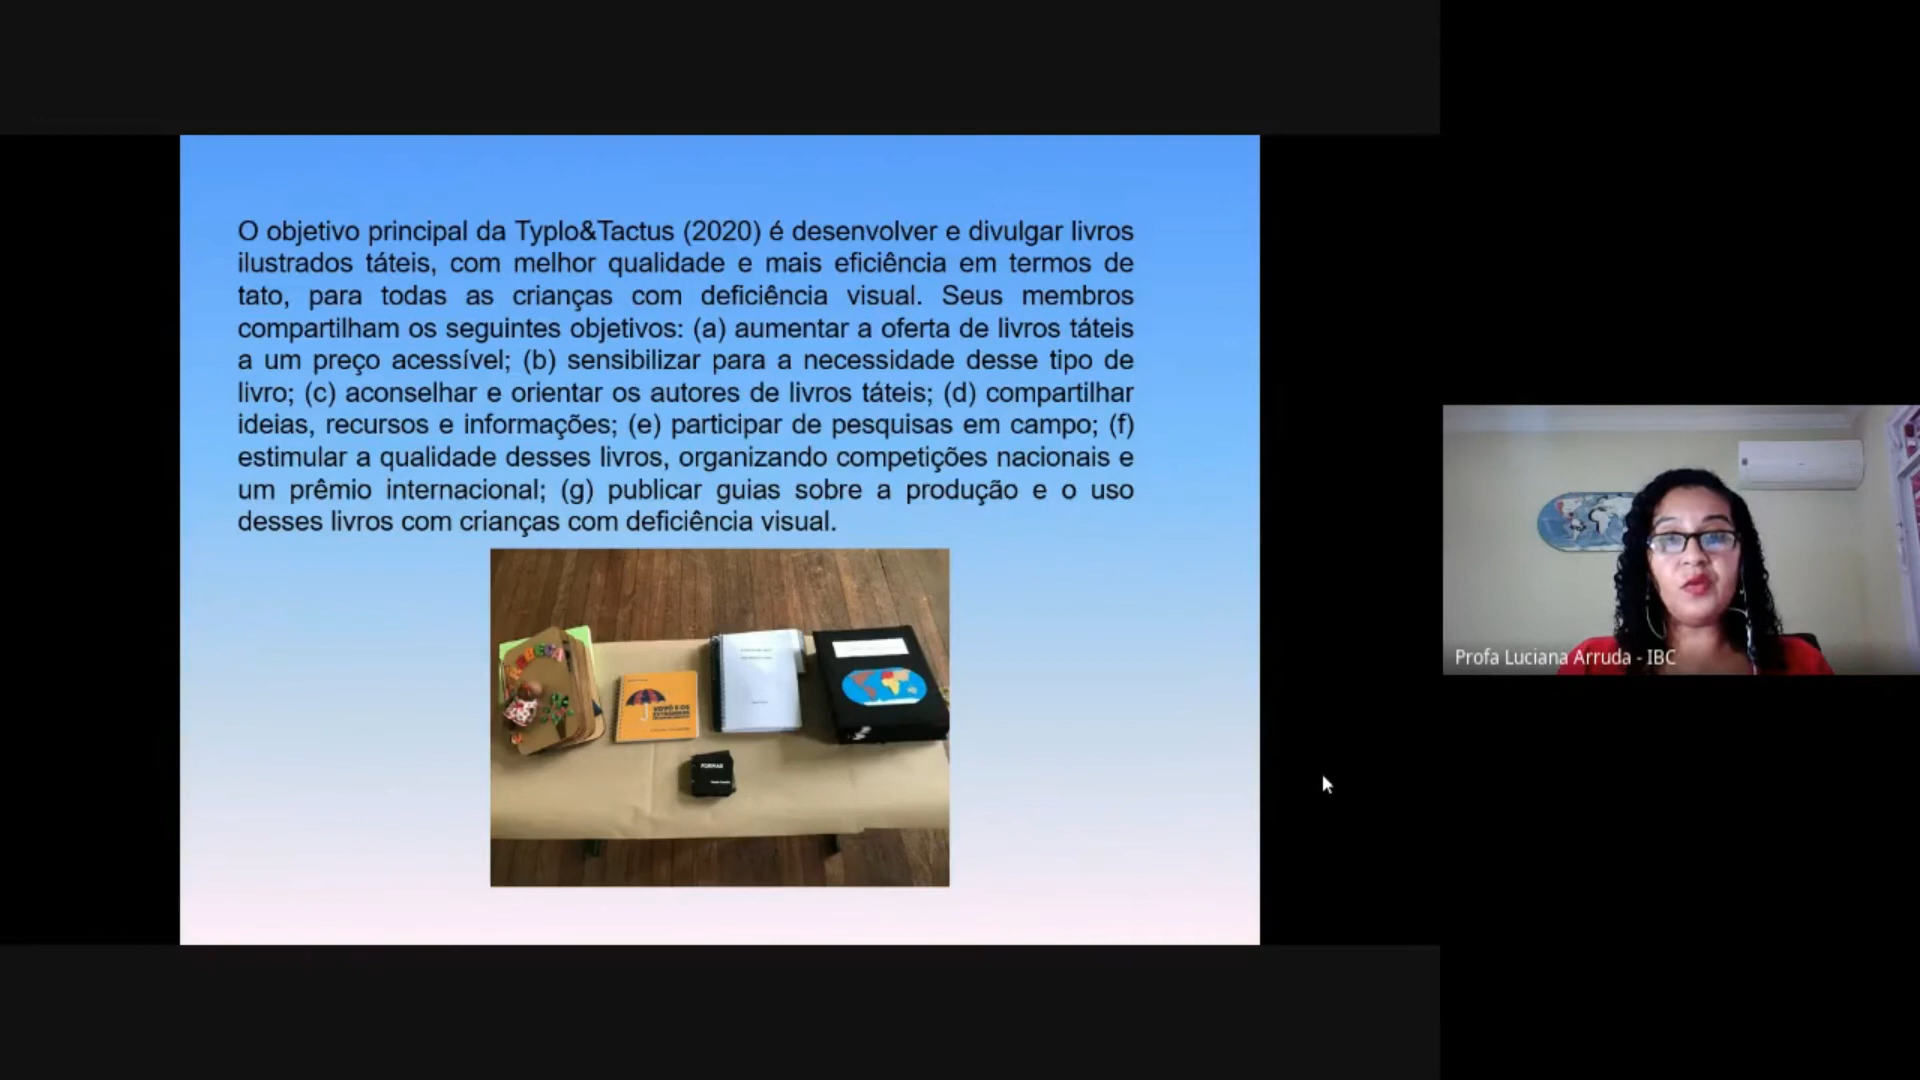 O objetivo principal da Typlo&Tactus (2020) é desenvolver e divulgar livros
ilustrados táteis, com melhor qualidade e mais eficiência em termos de
tato, para todas as crianças com deficiência visual. Seus membros
compartilham os seguintes objetivos: (a) aumentar a oferta de livros táteis
a um preço acessível; (b) sensibilizar para a necessidade desse tipo de
livro; (c) aconselhar e orientar os autores de livros táteis; (d) compartilhar
ideias, recursos e informações; (e) participar de pesquisas em campo; (f)
estimular a qualidade desses livros, organizando competições nacionais e
um prêmio internacional; (g) publicar guias sobre a produção e o uso
desses livros com crianças com deficiência visual.
REBECA
VOVÓ E OS
FORMAS
Profa Luciana Arruda - IBC